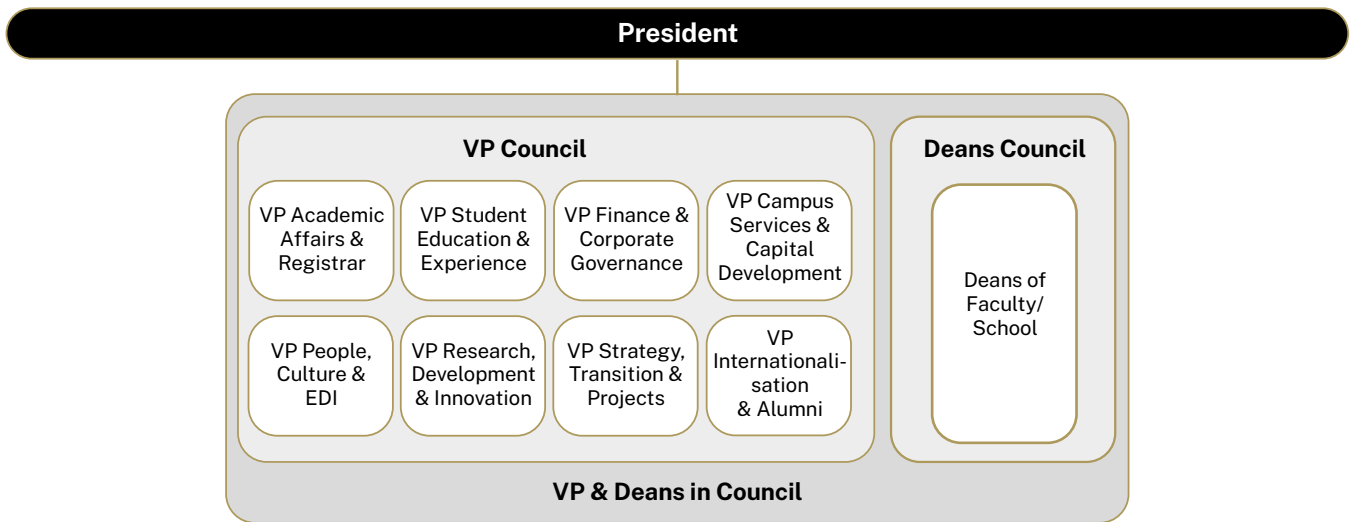 President
VP Council
VP Academic
Affairs &
Registrar
VP Student
Education &
Experience
VP Finance &
Corporate
Governance
VP Campus
Services &
Capital
Development
VP People,
Culture &
EDI
VP Research,
Development
& Innovation
VP Strategy,
Transition &
Projects
VP
Internationali-
sation
& Alumni
Deans Council
Deans of
Faculty/
School
VP & Deans in Council